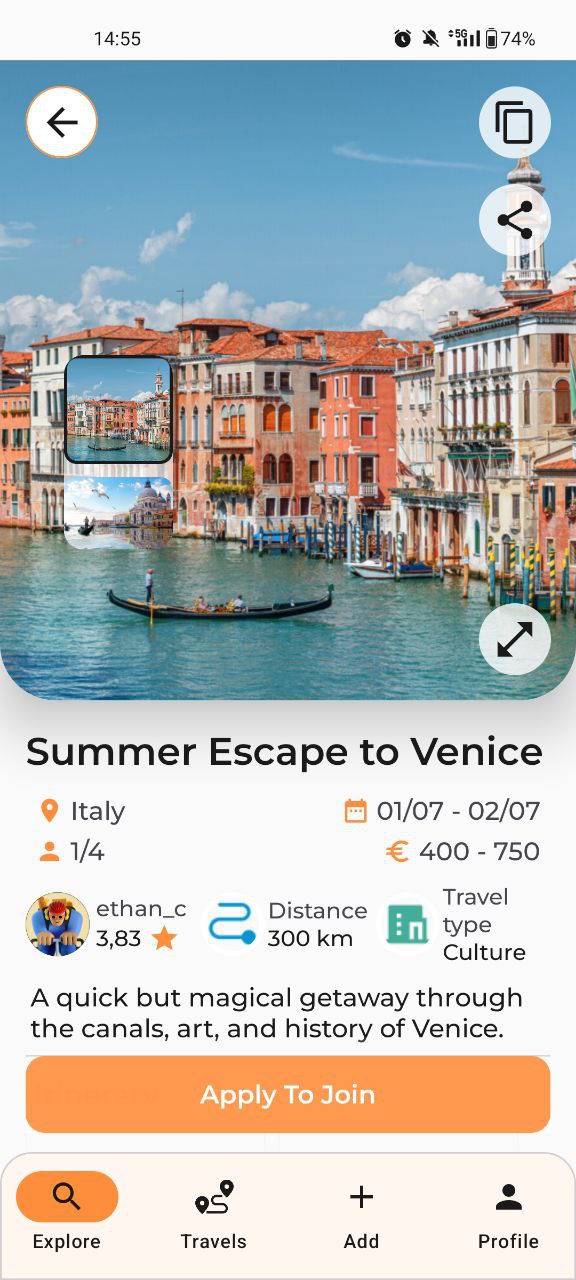 14:55
5G
74%
Summer Escape to Venice
Italy
01/07 - 02/07
1/4
€ 400 - 750
ethan_c
3,83
Distance
300 km
Travel
type
Culture
A quick but magical getaway through
the canals, art, and history of Venice.
Apply To Join
Explore
Travels
Add
Profile